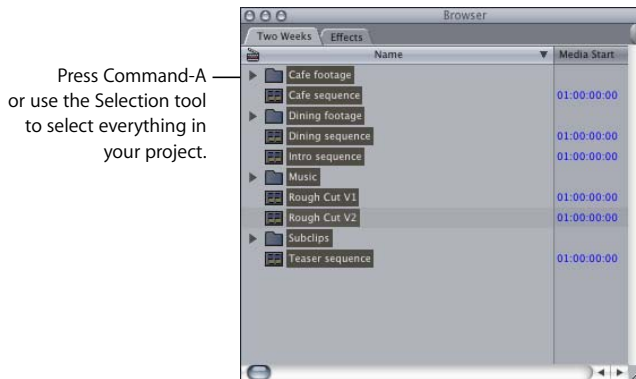 Press Command-A
or use the Selection tool
to select everything in
your project.
Browser
Two Weeks Effects
Name Media Start
Cafe footage
Cafe sequence 01:00:00:00
Dining footage
Dining sequence 01:00:00:00
Intro sequence 01:00:00:00
Music
Rough Cut V1 01:00:00:00
Rough Cut V2 01:00:00:00
Subclips
Teaser sequence 01:00:00:00